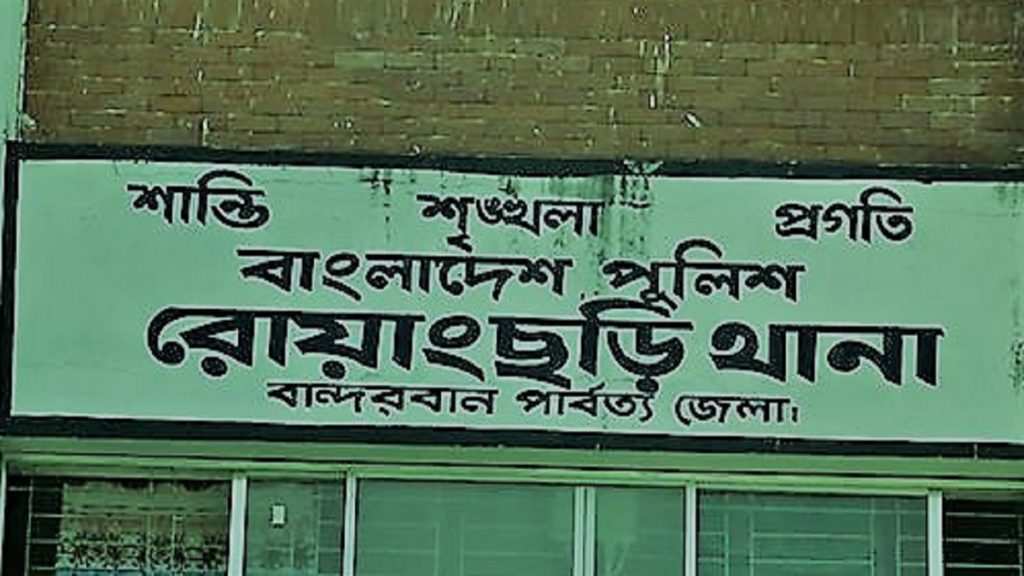 শান্তি শৃঙ্খলা প্রগতি
বাংলাদেশ পুলিশ
রোয়াংছড়ি থানা
বান্দরবান পার্বত্য জেলা।